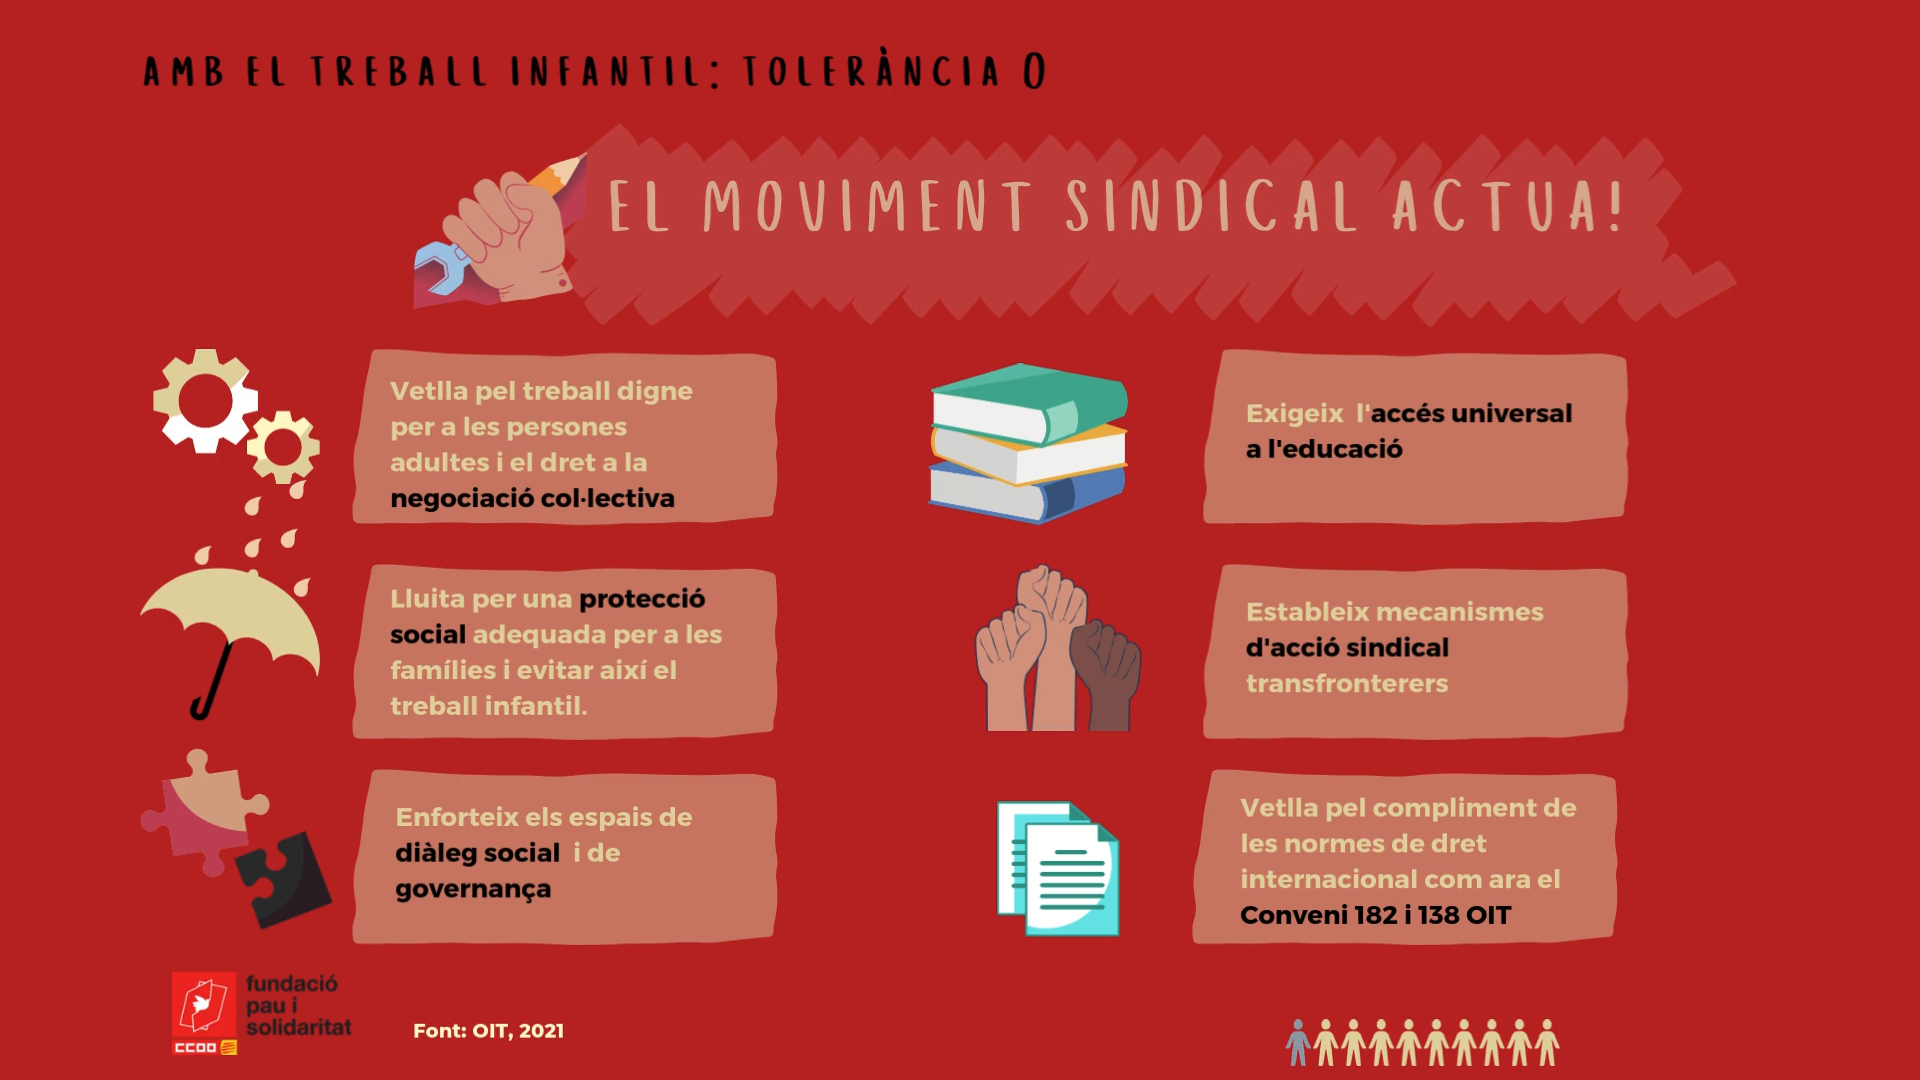 AMB EL TREBALL INFANTIL: TOLERÀNCIA 0
EL MOVIMENT SINDICAL ACTUA!
Vetlla pel treball digne
per a les persones
adultes i el dret a la
negociació col·lectiva
Exigeix l'accés universal
a l'educació
Lluita per una protecció
social adequada per a les
famílies i evitar així el
treball infantil.
Estableix mecanismes
d'acció sindical
transfronterers
Enforteix els espais de
diàleg social i de
governança
Vetlla pel compliment de
les normes de dret
internacional com ara el
Conveni 182 i 138 OIT
fundació
pau i
solidaritat
CCOO
Font: OIT, 2021